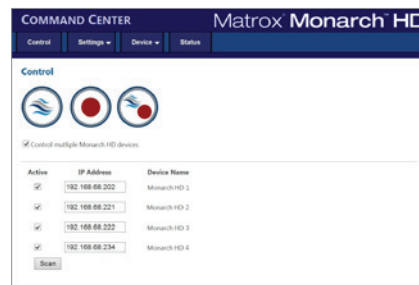 COMMAND CENTER
Matrox Monarch HD
Control Settings Device Status
Control
Control mutliple Monarch HD devices
Active IP Address Device Name
192.168.68.202 Monarch HD 1
192.168.68.221 Monarch HD 2
192.168.68.222 Monarch HD 3
192.168.68.234 Monarch HD 4
Scan